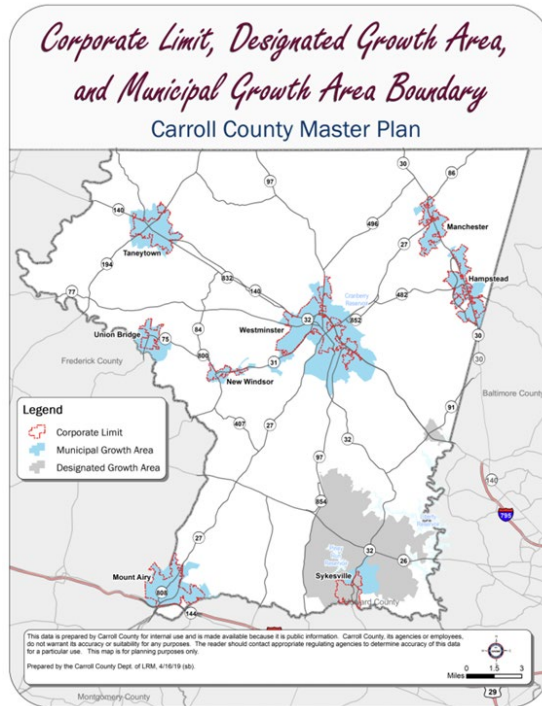 Corporate Limit, Designated Growth Area,
and Municipal Growth Area Boundary
Carroll County Master Plan
30
86
97
140
496
Manchester
Taneytown
27
194
Hampstead
832
140
77
482
Cranberry
Reservoir
32
852
Westminster
84
Union Bridge
75
30
31
Frederick County
800
30
New Windsor
Baltimore County
91
Legend
407
27
Corporate Limit
32
Municipal Growth Area
97
Designated Growth Area
140
854
795
27
32
26
Mount Airy
Sykesville
808
144
This data is prepared by Carroll County for internal use and is made available because it is public information. Carroll County, its agencies or employees,
do not warrant its accuracy or suitability for any purposes. The reader should contact appropriate regulating agencies to determine accuracy of this data
for a particular use. This map is for planning purposes only.
Prepared by the Carroll County Dept. of LRM, 4/16/19 (sb).
0 1.5 3
Miles
Montgomery County
29